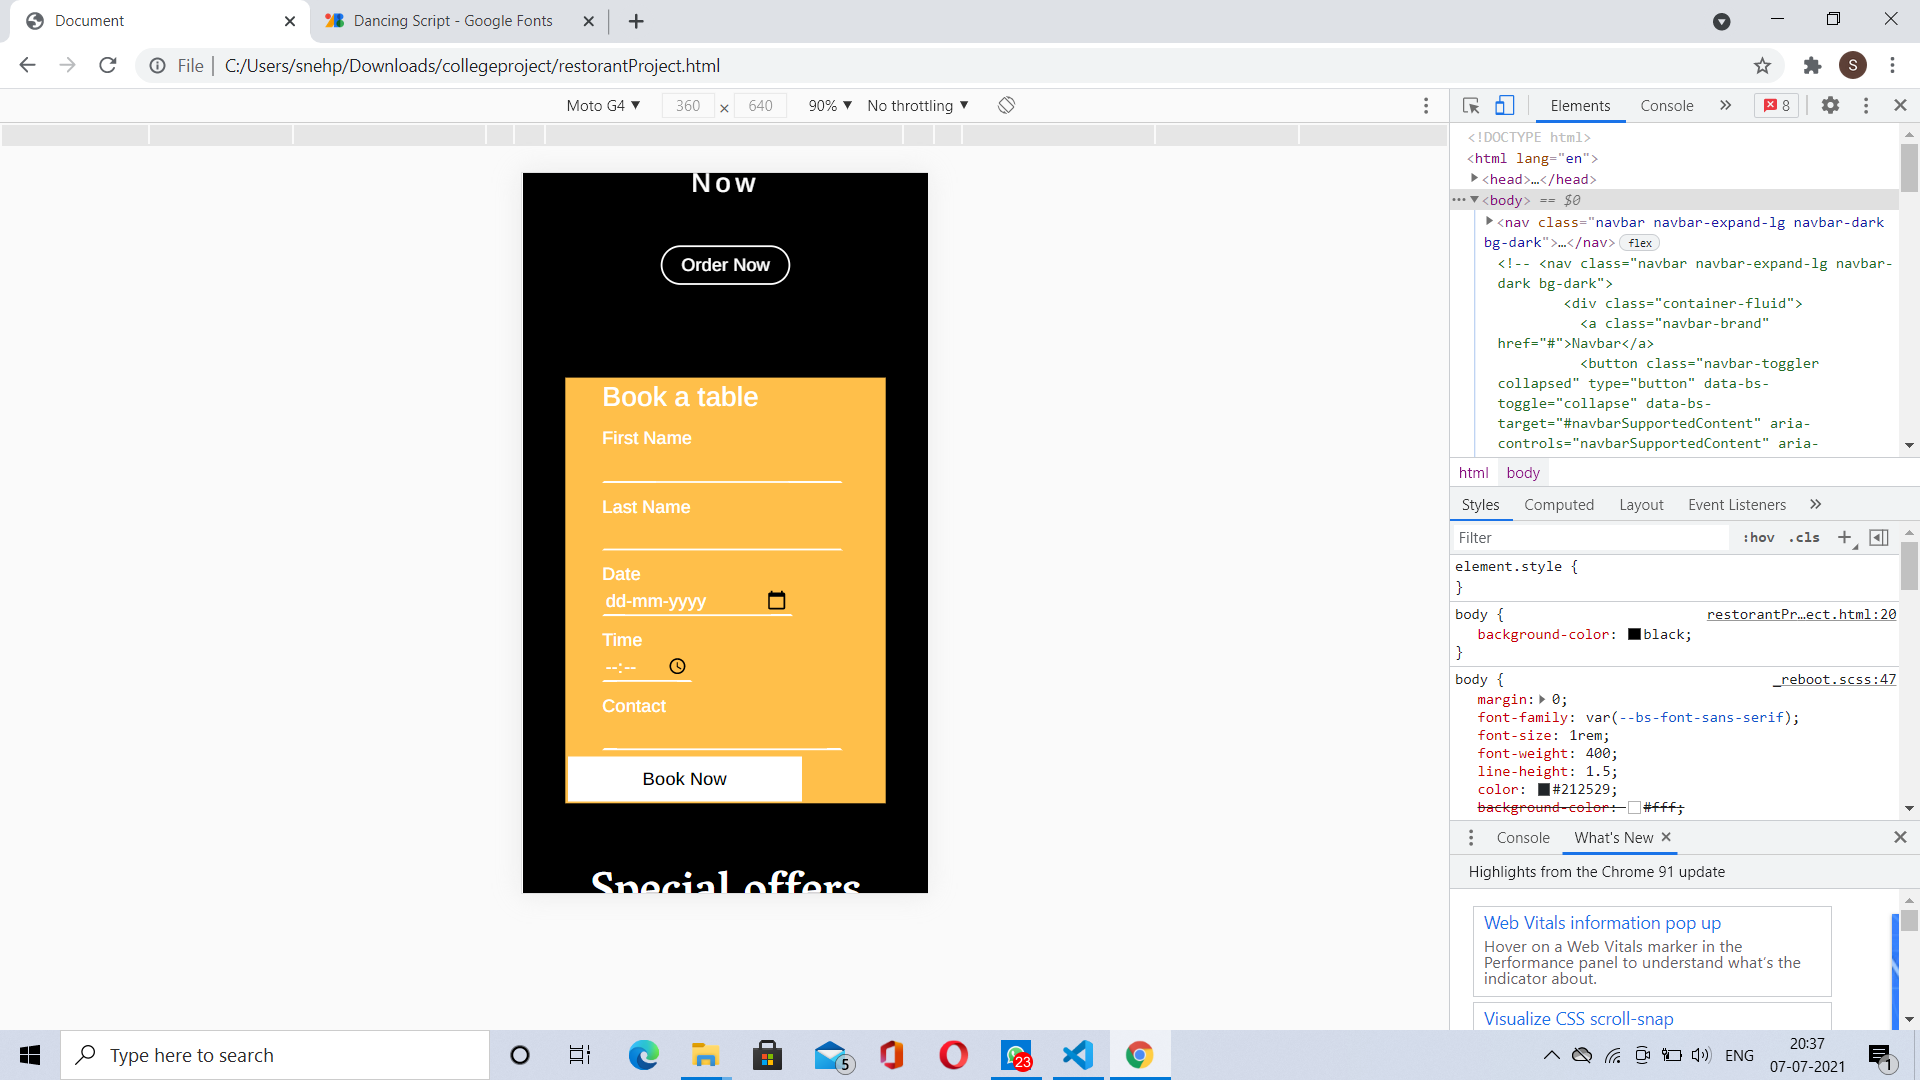 Document
Dancing Script - Google Fonts
File
C:/Users/snehp/Downloads/collegeproject/restorantProject.html
S
Moto G4 ▼
360 × 640
90% ▼
No throttling ▼
Now
Order Now
Book a table
First Name
Last Name
Date
dd-mm-yyyy
Time
--:--
Contact
Book Now
Special offers
Elements
Console
»
8
<!DOCTYPE html>
<html lang="en">
<head>…</head>
<body> == $0
<nav class="navbar navbar-expand-lg navbar-dark
bg-dark">…</nav> flex
<!-- <nav class="navbar navbar-expand-lg navbar-
dark bg-dark">
<div class="container-fluid">
<a class="navbar-brand"
href="#">Navbar</a>
<button class="navbar-toggler
collapsed" type="button" data-bs-
toggle="collapse" data-bs-
target="#navbarSupportedContent" aria-
controls="navbarSupportedContent" aria-
html body
Styles Computed Layout Event Listeners »
Filter
:hov .cls +
element.style {
}
body { restorantPr…ect.html:20
background-color: black;
}
body { _reboot.scss:47
margin: 0;
font-family: var(--bs-font-sans-serif);
font-size: 1rem;
font-weight: 400;
line-height: 1.5;
color: #212529;
background-color: #fff;
Console
What's New
Highlights from the Chrome 91 update
Web Vitals information pop up
Hover on a Web Vitals marker in the
Performance panel to understand what's the
indicator about.
Visualize CSS scroll-snap
Type here to search
5
23
ENG
20:37
07-07-2021
1